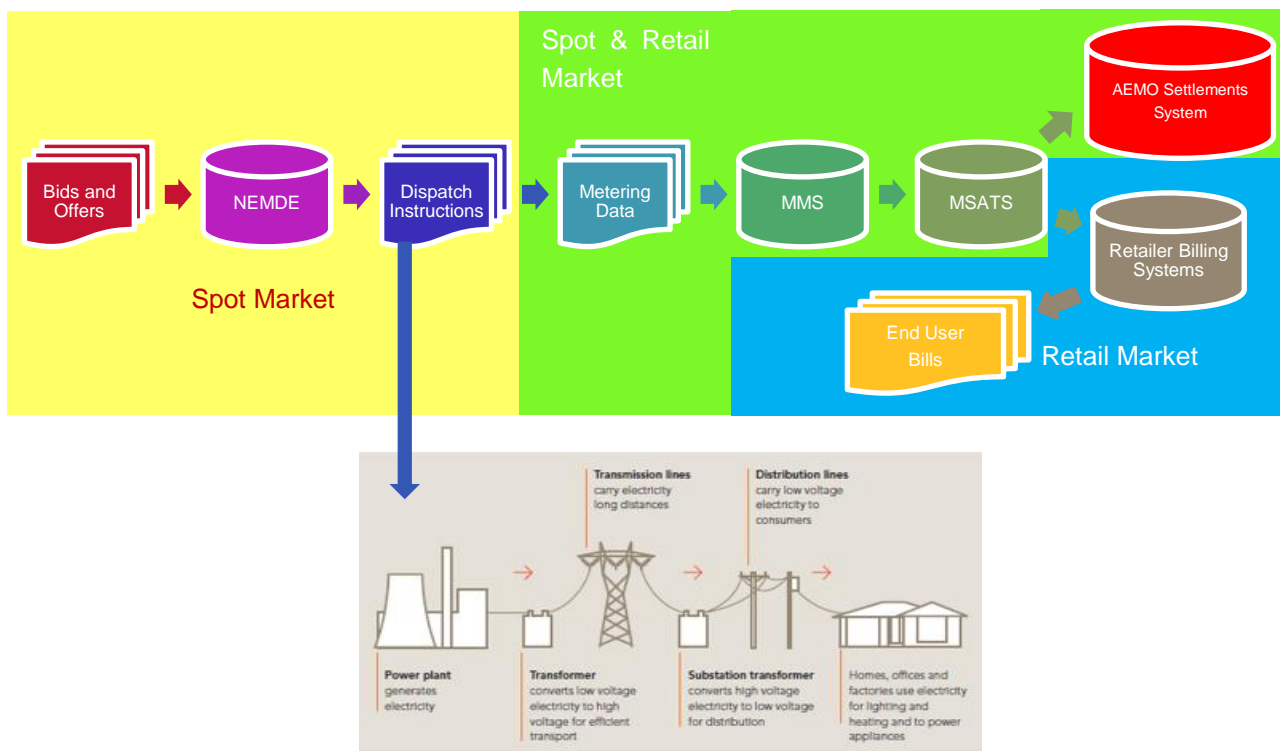 Spot & Retail
Market
AEMO Settlements
System
Bids and
Offers
NEMDE
Dispatch
Instructions
Metering
Data
MMS
MSATS
Retailer Billing
Systems
Spot Market
End User
Bills
Retail Market
Transmission lines
carry electricity
long distances
Distribution lines
carry low voltage
electricity to
consumers
Power plant
generates
electricity
Transformer
converts low voltage
electricity to high
voltage for efficient
transport
Substation transformer
converts high voltage
electricity to low voltage
for distribution
Homes, offices and
factories use electricity
for lighting and
heating and to power
appliances